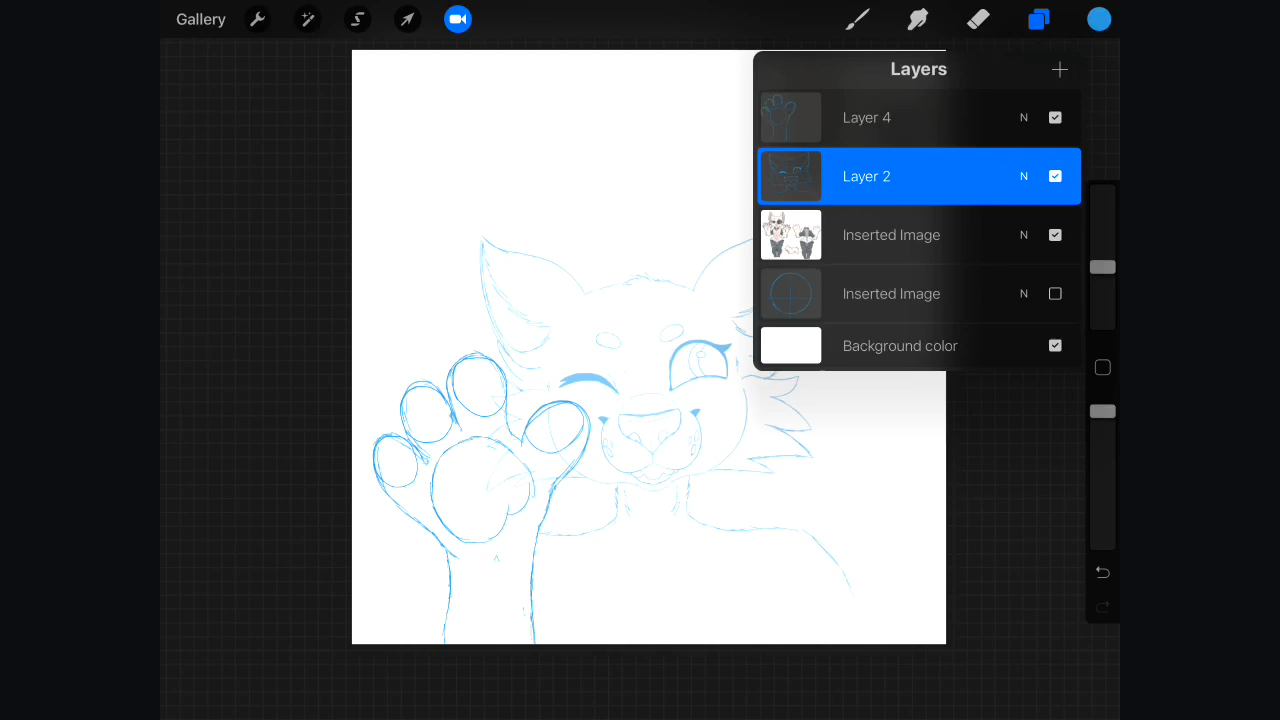 Gallery
Layers
Layer 4 N
Layer 2 N
Inserted Image N
Inserted Image N
Background color